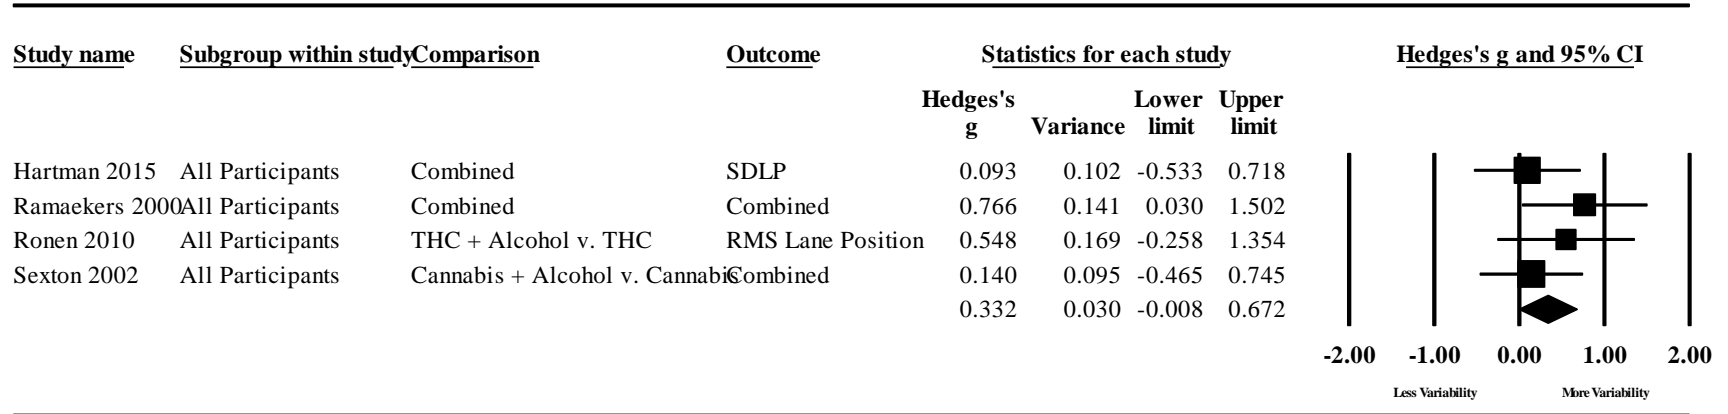 Study name Subgroup within study Comparison Outcome Statistics for each study Hedges's g and 95% CI
Hedges's g Variance Lower limit Upper limit
Hartman 2015 All Participants Combined SDLP 0.093 0.102 -0.533 0.718
Ramaekers 2000 All Participants Combined Combined 0.766 0.141 0.030 1.502
Ronen 2010 All Participants THC + Alcohol v. THC RMS Lane Position 0.548 0.169 -0.258 1.354
Sexton 2002 All Participants Cannabis + Alcohol v. Cannabis Combined 0.140 0.095 -0.465 0.745
0.332 0.030 -0.008 0.672
-2.00 -1.00 0.00 1.00 2.00
Less Variability More Variability